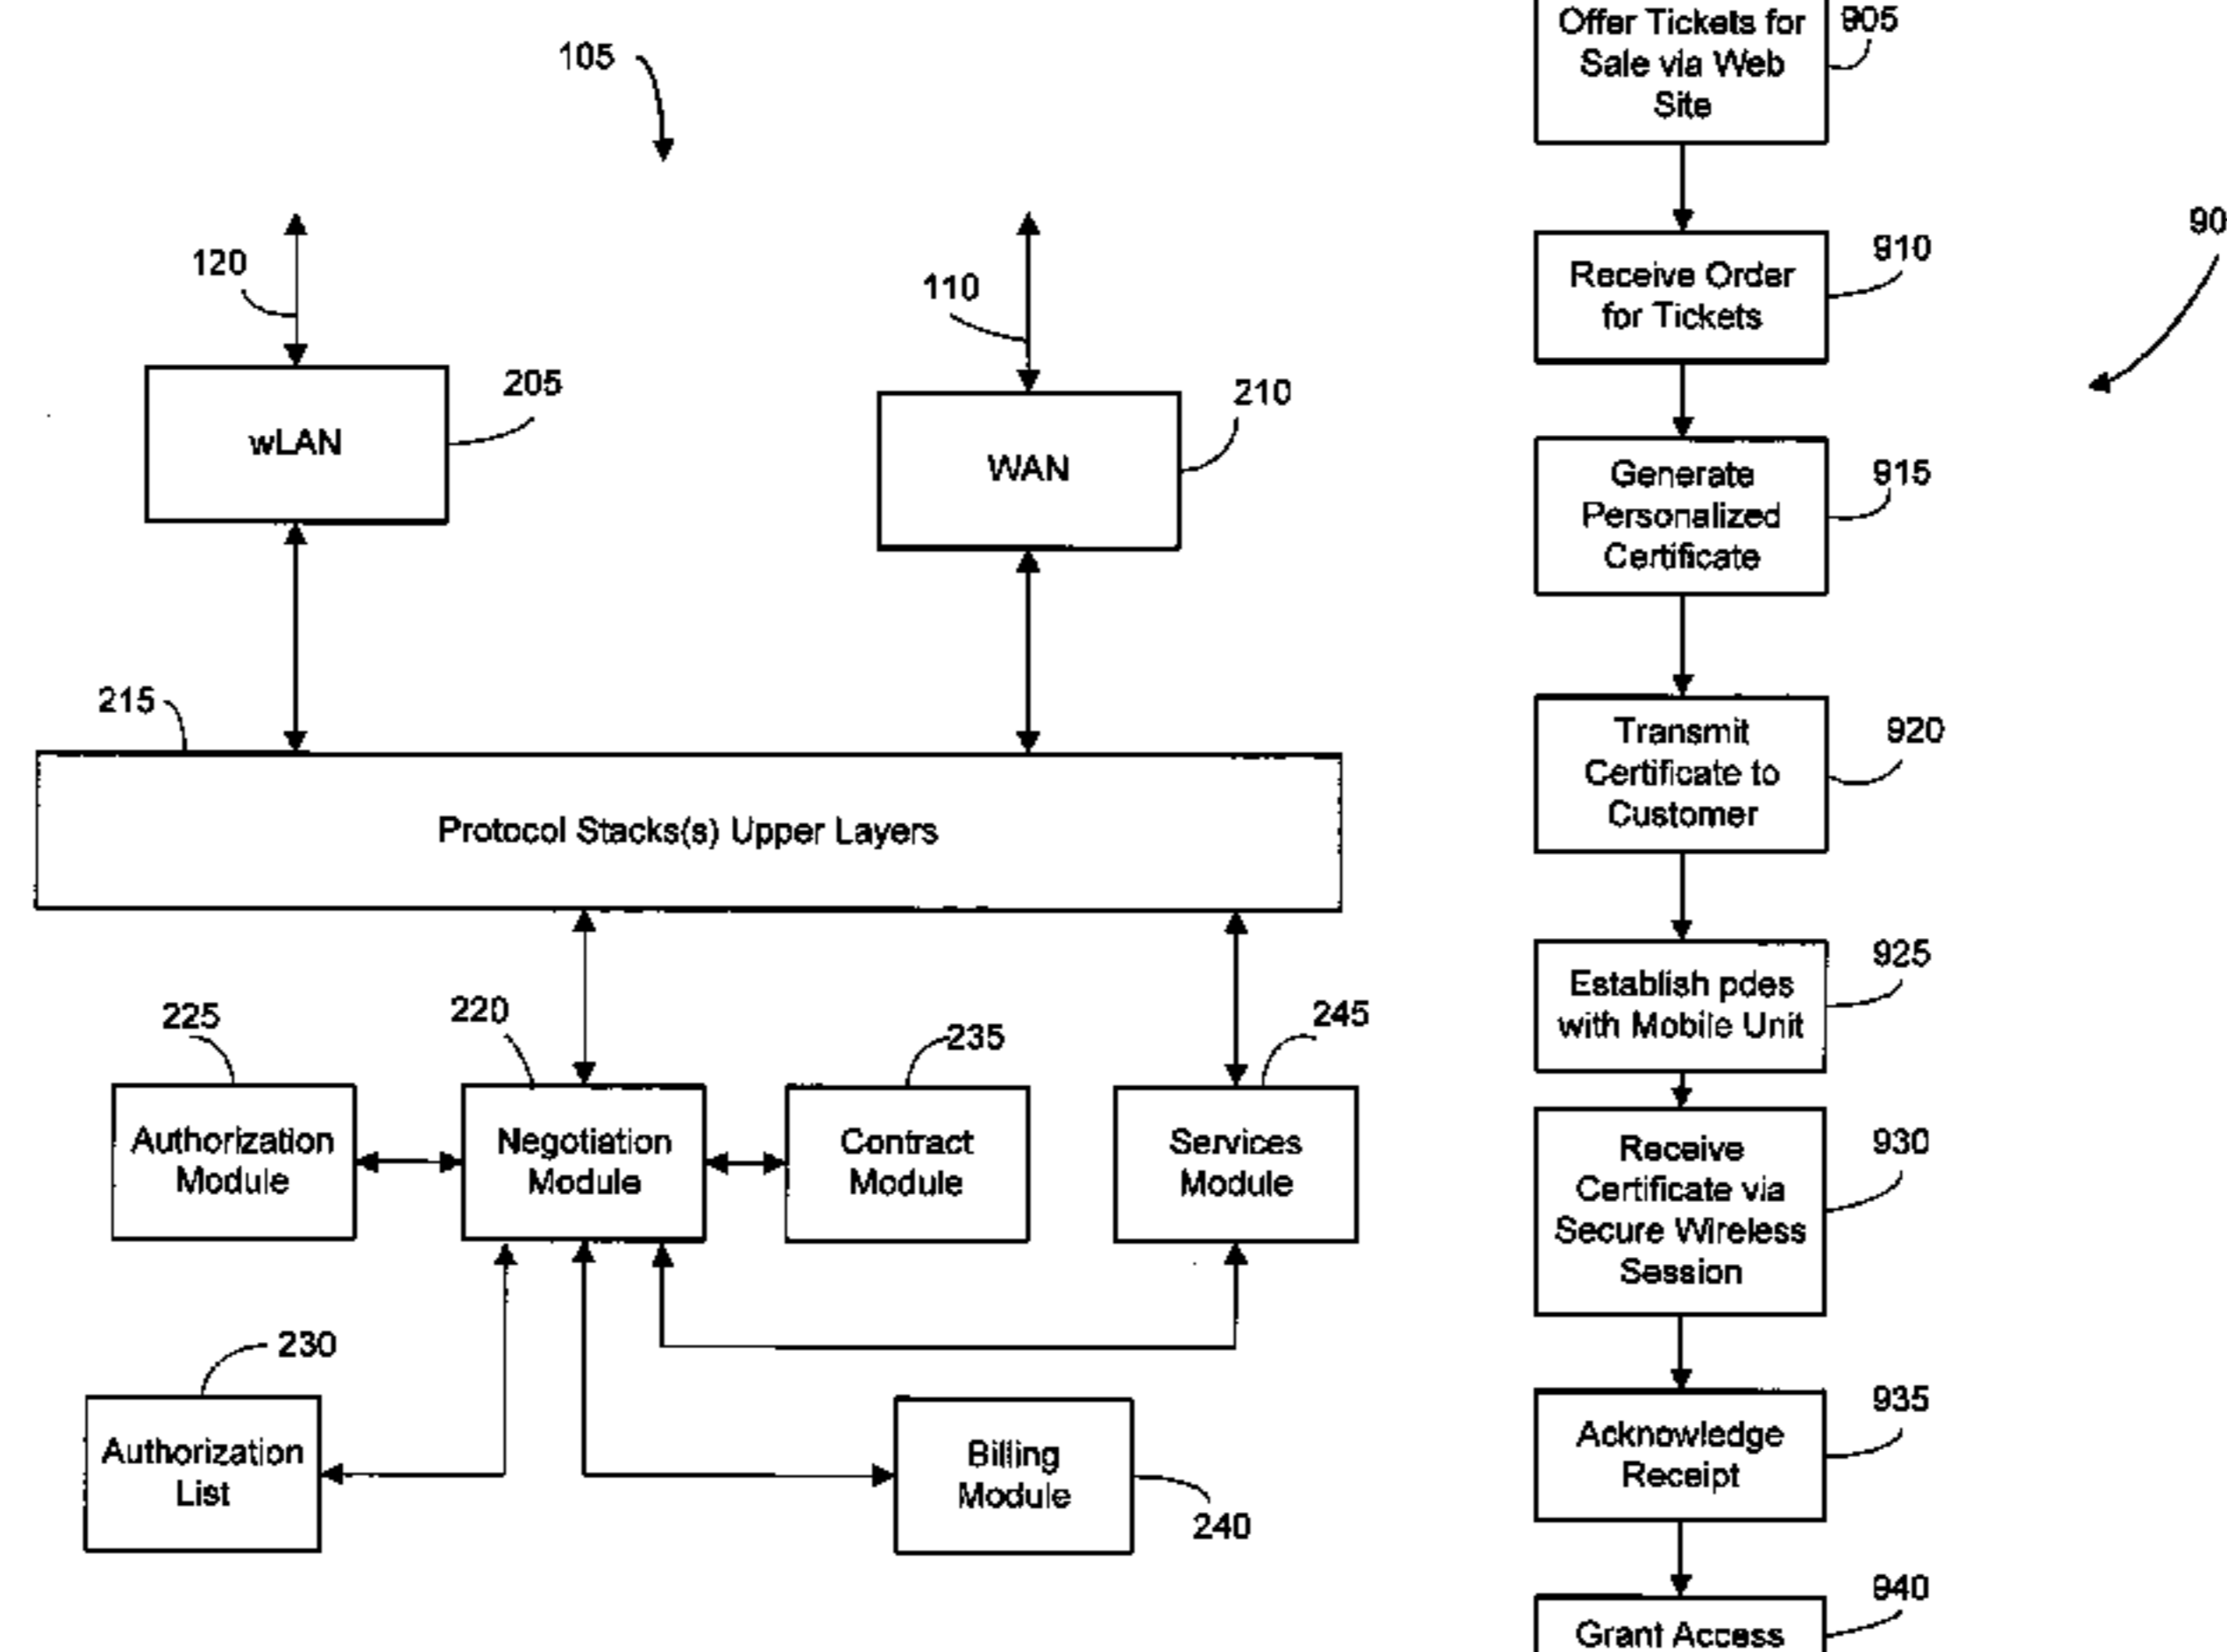 105
120
110
wLAN
205
WAN
210
215
Protocol Stacks(s) Upper Layers
225
220
235
245
Authorization
Module
Negotiation
Module
Contract
Module
Services
Module
230
Authorization
List
Billing
Module
240
Offer Tickets for
Sale via Web
Site
905
90
Receive Order
for Tickets
910
Generate
Personalized
Certificate
915
Transmit
Certificate to
Customer
920
Establish pdes
with Mobile Unit
925
Receive
Certificate via
Secure Wireless
Session
930
Acknowledge
Receipt
935
Grant Access
940